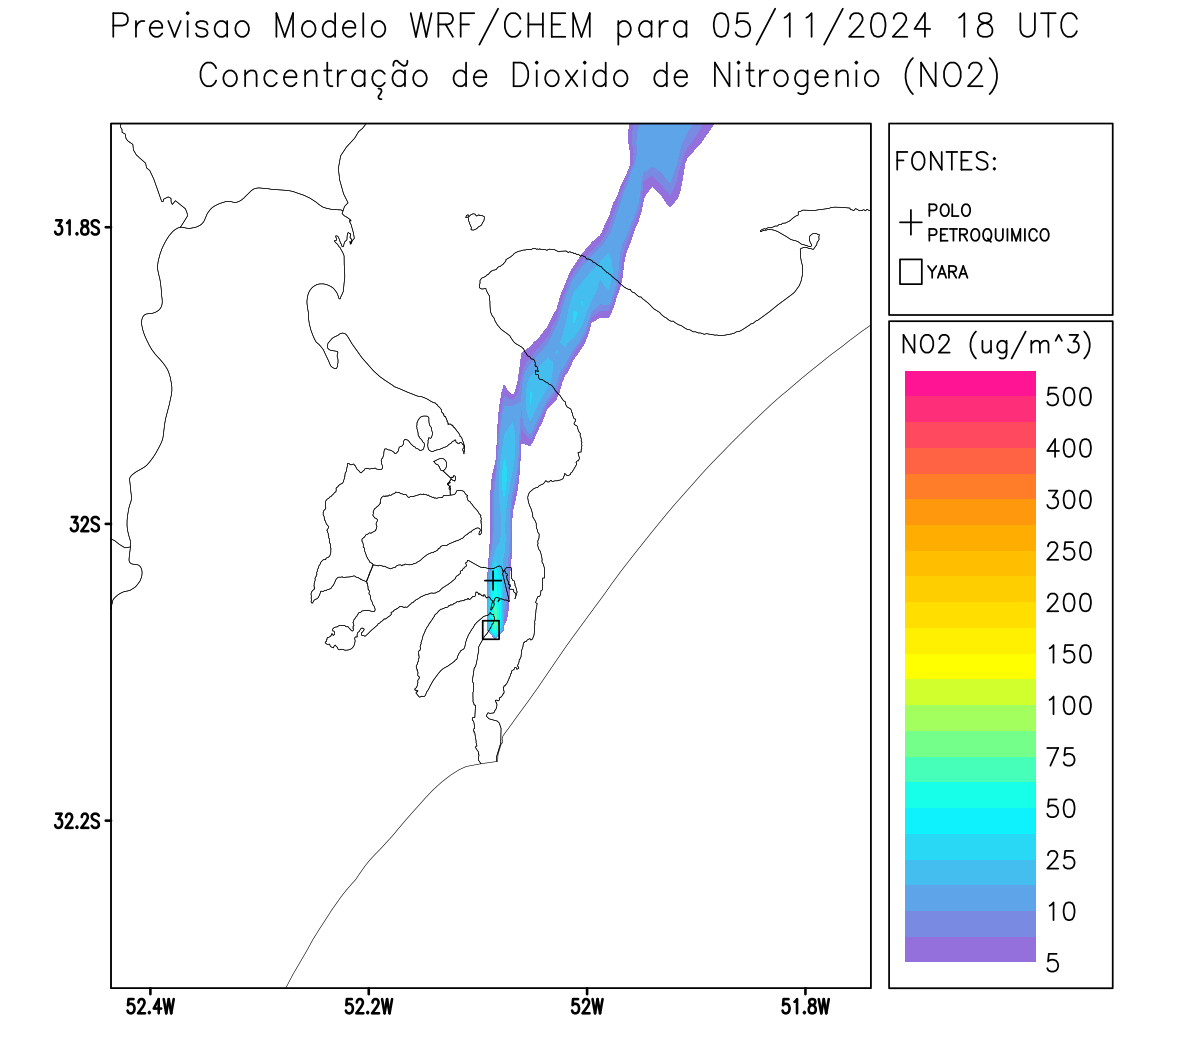 Previsao Modelo WRF/CHEM para 05/11/2024 18 UTC
Concentração de Dioxido de Nitrogenio (NO2)
FONTES:
POLO
PETROQUIMICO
YARA
31.8S
32S
32.2S
52.4W
52.2W
52W
51.8W
NO2 (ug/m^3)
500
400
300
250
200
150
100
75
50
25
10
5